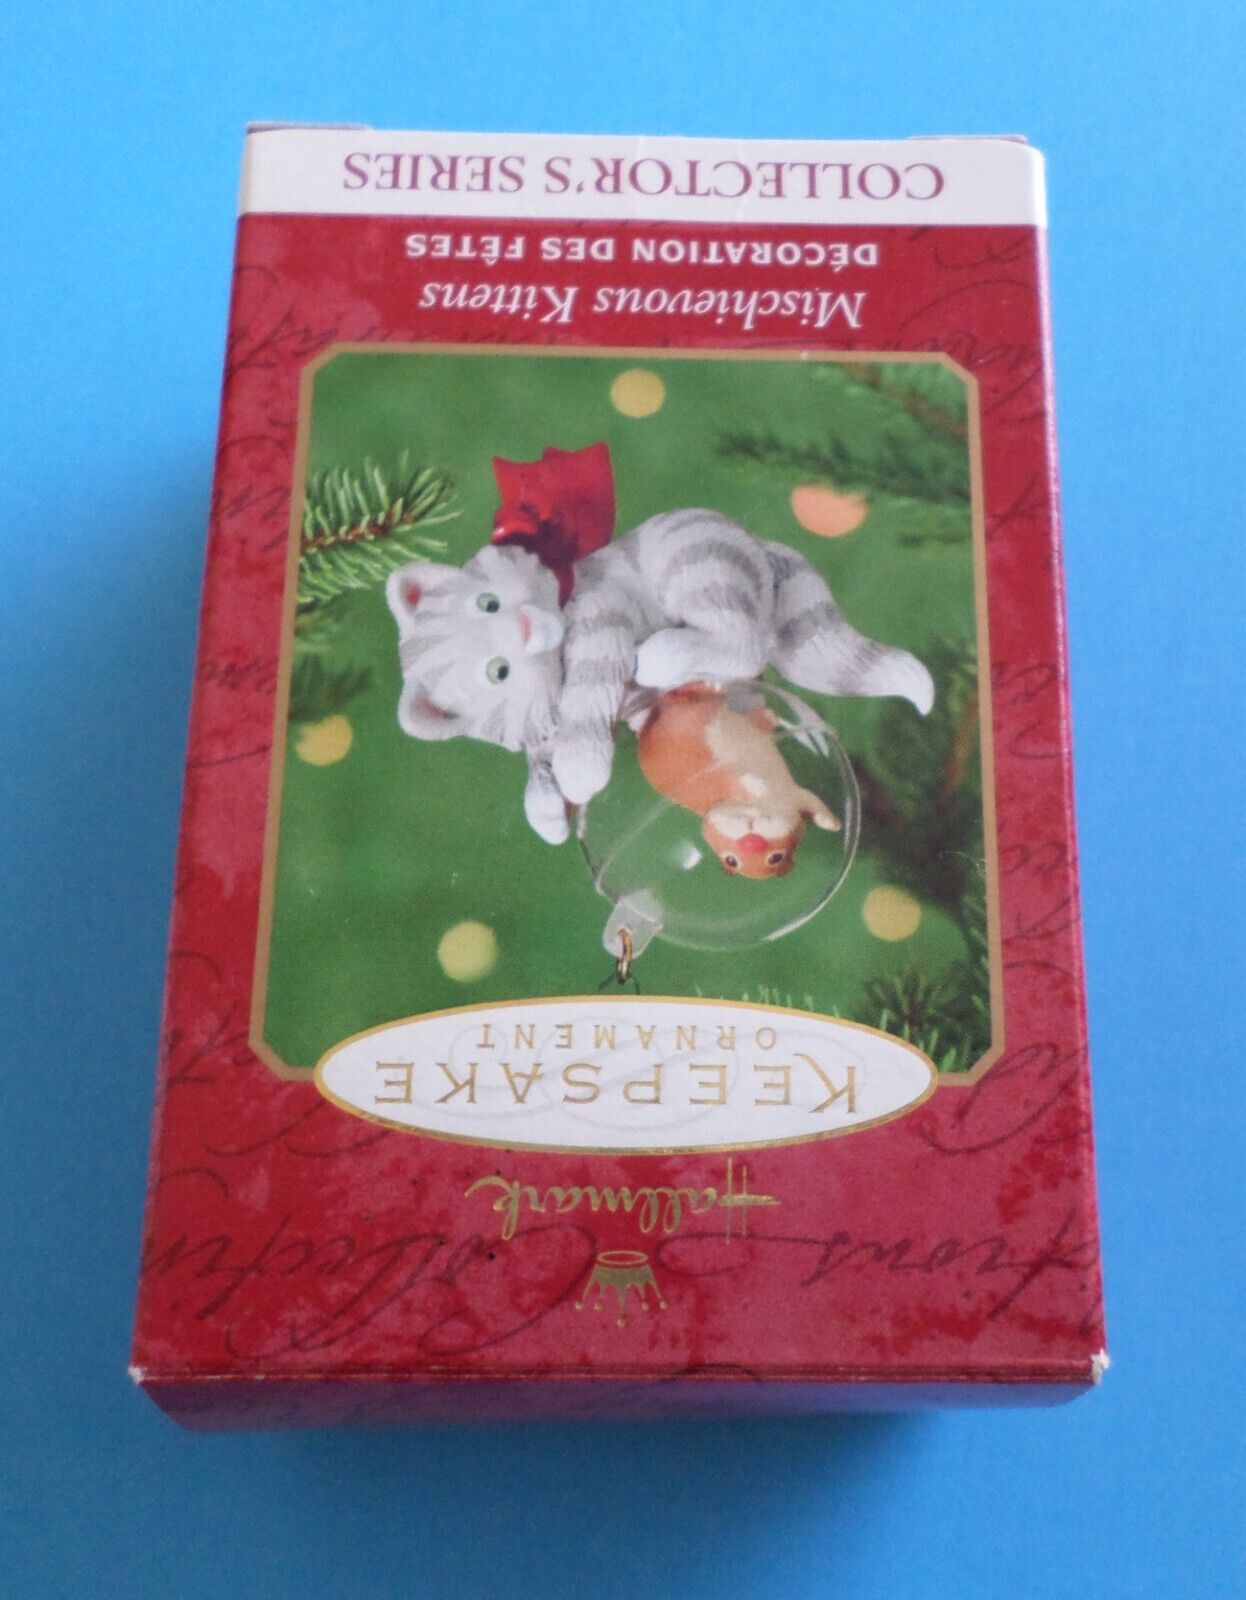 Hallmark
KEEPSAKE
ORNAMENT
Mischievous Kittens
DÉCORATION DES FÊTES
COLLECTOR'S SERIES